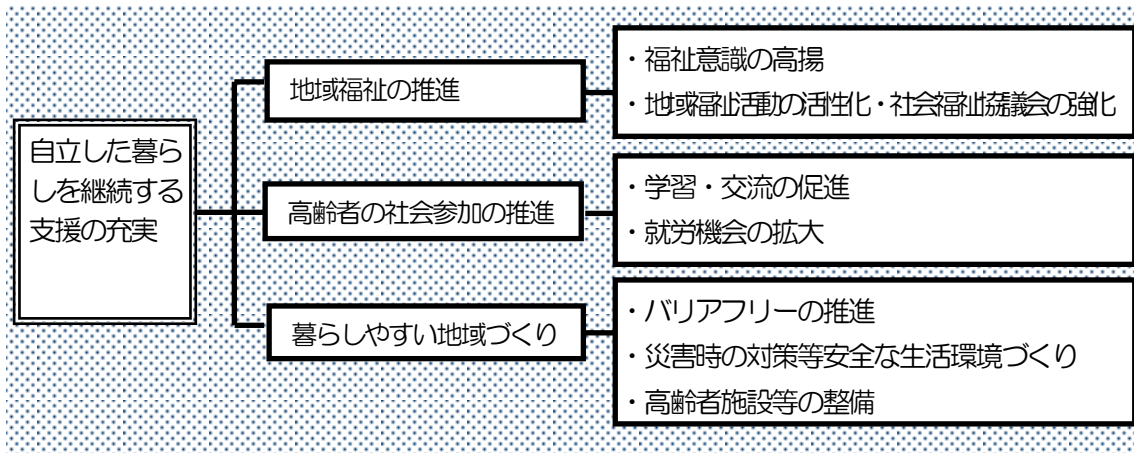 自立した暮ら
しを継続する
支援の充実
地域福祉の推進
・福祉意識の高揚
・地域福祉活動の活性化・社会福祉協議会の強化
高齢者の社会参加の推進
・学習・交流の促進
・就労機会の拡大
暮らしやすい地域づくり
・バリアフリーの推進
・災害時の対策等安全な生活環境づくり
・高齢者施設等の整備